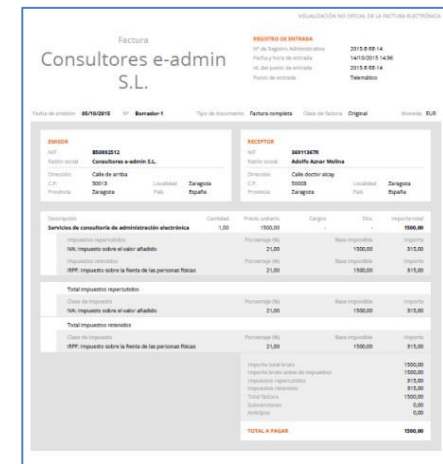 VISUALIZACIÓN NO OFICIAL DE LA FACTURA ELECTRÓNICA
Factura
Consultores e-admin S.L.
REGISTRO DE ENTRADA
Nº de Registro Administrativo 2015-E-RE-14
Fecha y hora de entrada 14/10/2015 14:36
Id. del punto de entrada 2015-E-RE-14
Punto de entrada Telemático
Fecha de emisión 05/10/2015 Nº Borrador-1 Tipo de documento Factura completa Clase de factura Original Moneda EUR
EMISOR
NIF
Razón social Consultores e-admin S.L.
Dirección Calle de arriba
C.P. 50013 Localidad Zaragoza
Provincia Zaragoza País España
RECEPTOR
NIF
Razón social Adolfo Aznar Molina
Dirección Calle doctor alcay
C.P. 50003 Localidad Zaragoza
Provincia Zaragoza País España
Descripción Cantidad Precio unitario Cargos Dto. Importe total
Servicios de consultoría de administración electrónica 1,00 1500,00 - - 1500,00
Impuestos repercutidos Porcentaje (%) Base imponible Importe
IVA: Impuesto sobre el valor añadido 21,00 1500,00 315,00
Impuestos retenidos Porcentaje (%) Base imponible Importe
IRPF: Impuesto sobre la Renta de las personas físicas 21,00 1500,00 315,00
Total impuestos repercutidos
Clase de impuesto Porcentaje (%) Base imponible Importe
IVA: Impuesto sobre el valor añadido 21,00 1500,00 315,00
Total impuestos retenidos
Clase de impuesto Porcentaje (%) Base imponible Importe
IRPF: Impuesto sobre la Renta de las personas físicas 21,00 1500,00 315,00
Importe total bruto 1500,00
Importe bruto antes de impuestos 1500,00
Impuestos repercutidos 315,00
Impuestos retenidos 315,00
Total factura 1500,00
Subvenciones 0,00
Anticipos 0,00
TOTAL A PAGAR 1500,00